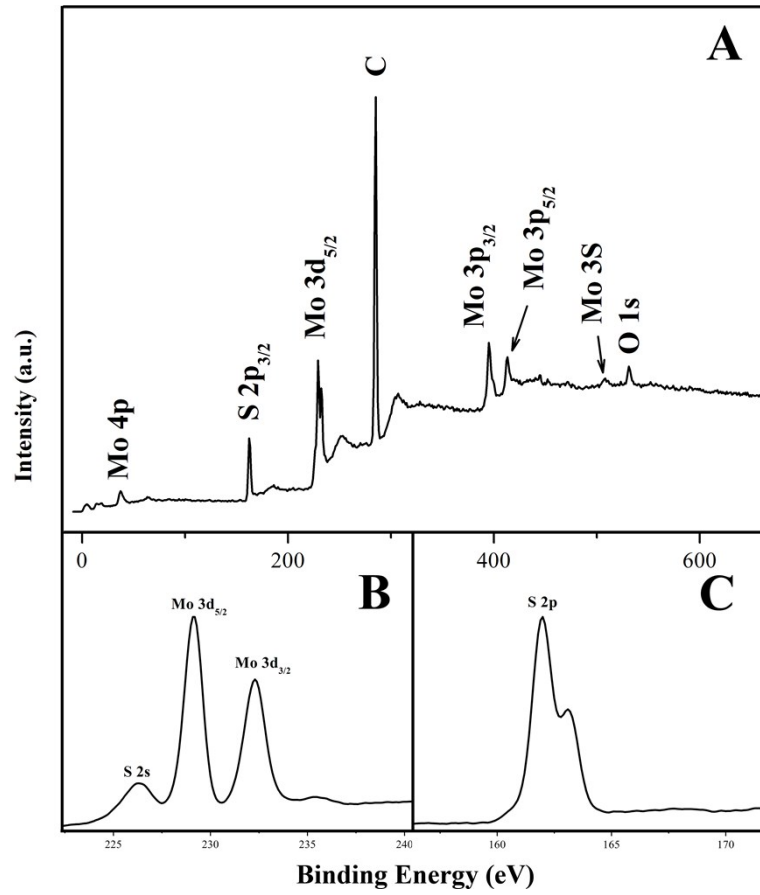 A
C
Mo 4p
S 2p3/2
Mo 3d5/2
Mo 3p3/2
Mo 3p5/2
Mo 3S
O 1s
Intensity (a.u.)
0 200 400 600
B
S 2s
Mo 3d5/2
Mo 3d3/2
225 230 235 240
C
S 2p
160 165 170
Binding Energy (eV)